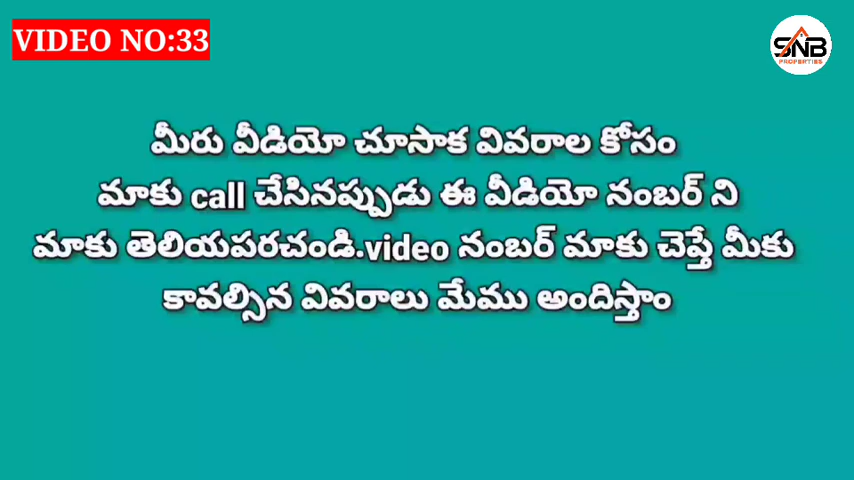 VIDEO NO:33
SNB
PROPERTIES
మీరు వీడియో చూసాక వివరాల కోసం
మాకు call చేసినప్పుడు ఈ వీడియో నంబర్ ని
మాకు తెలియపరచండి.video నంబర్ మాకు చెప్తే మీకు
కావల్సిన వివరాలు మేము అందిస్తాం